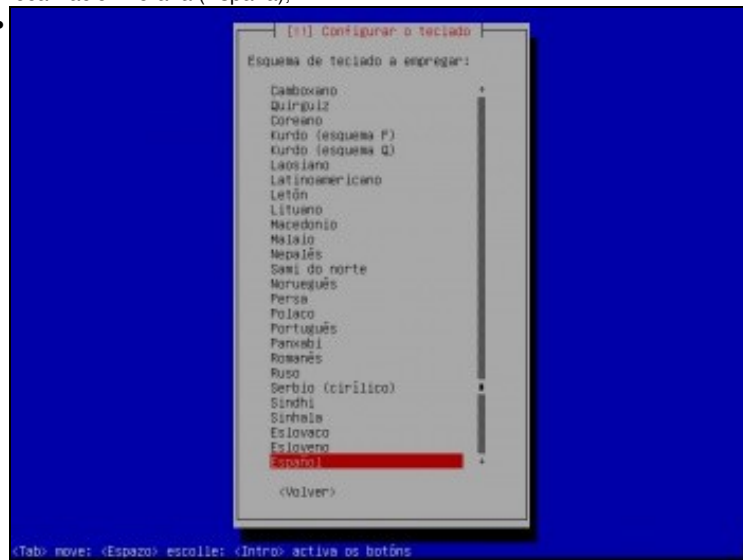 [!!] Configurar o teclado
Esquema de teclado a empregar:
Camboxano
Quirguiz
Coreano
Kurdo (esquema F)
Kurdo (esquema Q)
Laosiano
Latinoamericano
Letón
Lituano
Macedonio
Malaio
Nepalés
Sami do norte
Noruegués
Persa
Polaco
Portugués
Panxabi
Romanés
Ruso
Serbio (cirílico)
Sindhi
Sinhala
Eslovaco
Esloveno
Español
<Volver>
<Tab> move; <Espazo> escolle; <Intro> activa os botóns